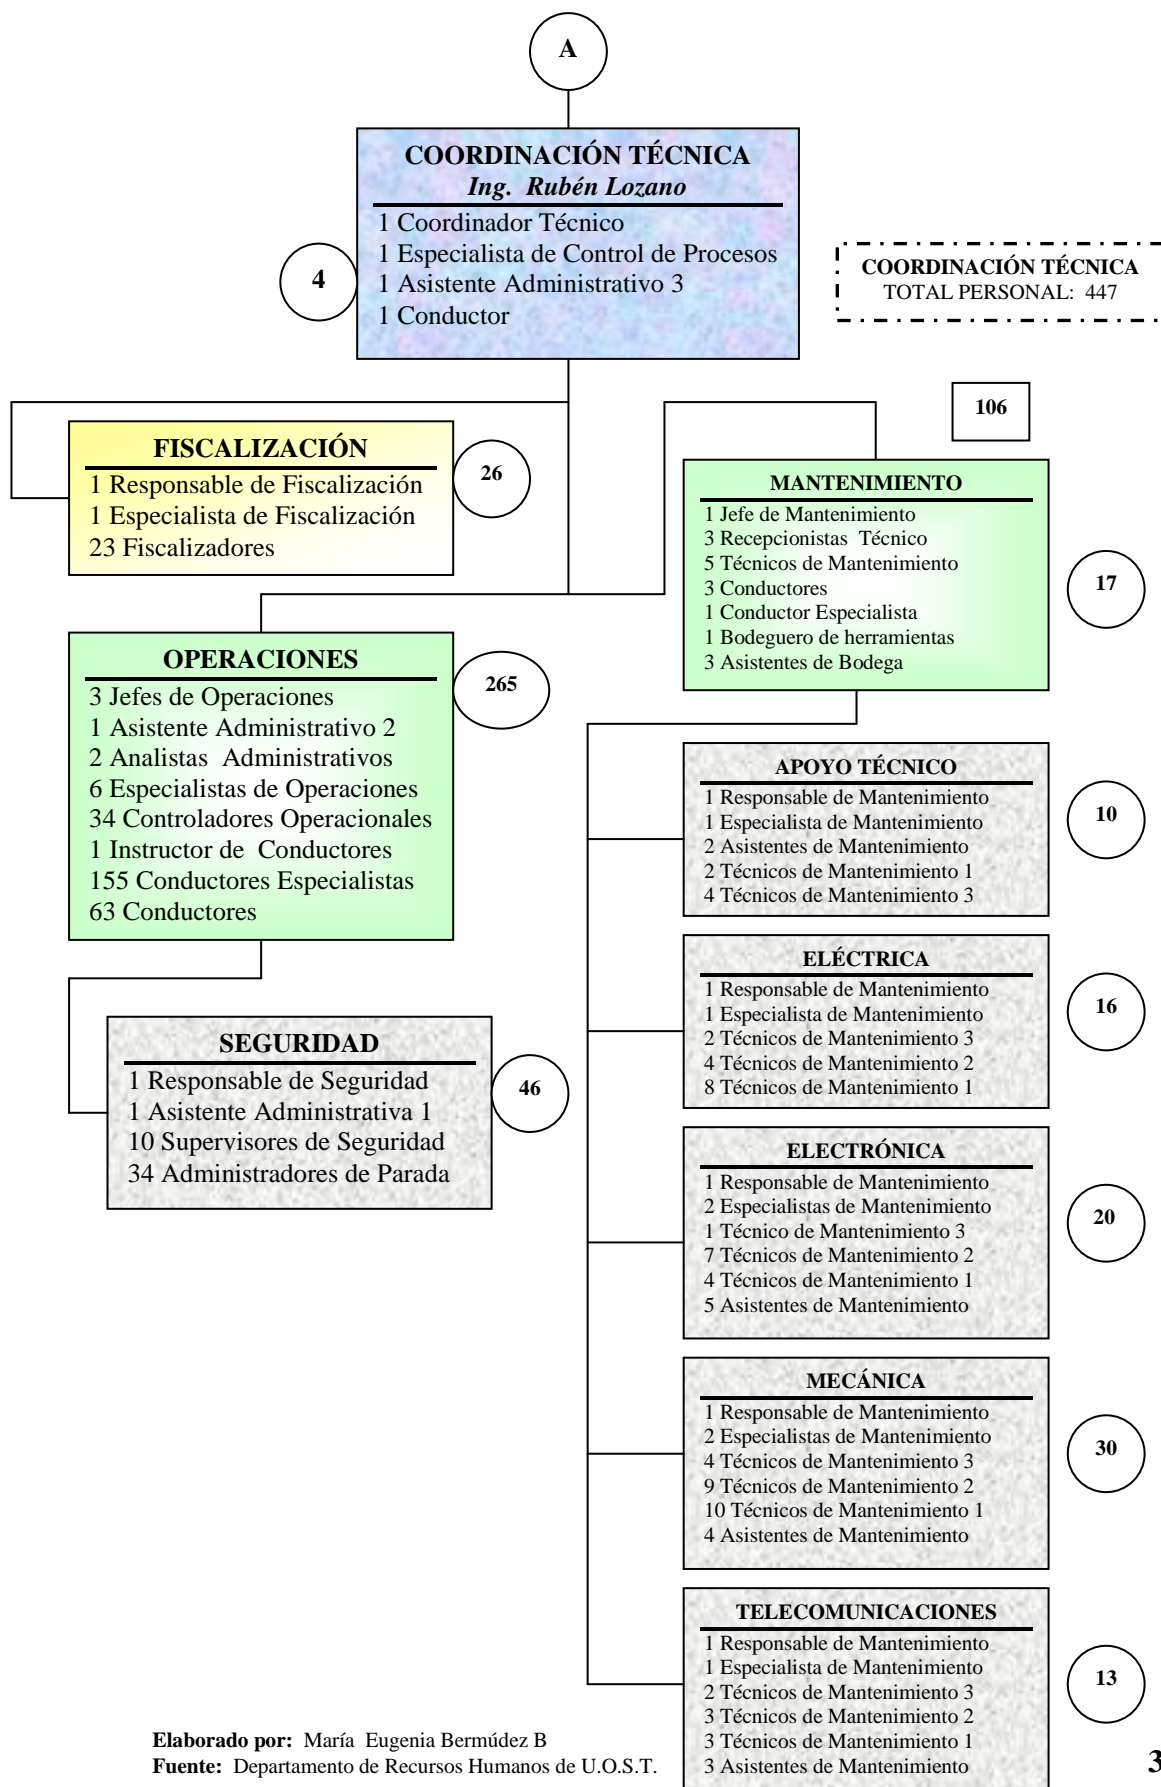 A
COORDINACIÓN TÉCNICA
Ing. Rubén Lozano
1 Coordinador Técnico
1 Especialista de Control de Procesos
1 Asistente Administrativo 3
1 Conductor
4
COORDINACIÓN TÉCNICA
TOTAL PERSONAL: 447
FISCALIZACIÓN
1 Responsable de Fiscalización
1 Especialista de Fiscalización
23 Fiscalizadores
26
OPERACIONES
3 Jefes de Operaciones
1 Asistente Administrativo 2
2 Analistas Administrativos
6 Especialistas de Operaciones
34 Controladores Operacionales
1 Instructor de Conductores
155 Conductores Especialistas
63 Conductores
265
SEGURIDAD
1 Responsable de Seguridad
1 Asistente Administrativa 1
10 Supervisores de Seguridad
34 Administradores de Parada
46
106
MANTENIMIENTO
1 Jefe de Mantenimiento
3 Recepcionistas Técnico
5 Técnicos de Mantenimiento
3 Conductores
1 Conductor Especialista
1 Bodeguero de herramientas
3 Asistentes de Bodega
17
APOYO TÉCNICO
1 Responsable de Mantenimiento
1 Especialista de Mantenimiento
2 Asistentes de Mantenimiento
2 Técnicos de Mantenimiento 1
4 Técnicos de Mantenimiento 3
10
ELÉCTRICA
1 Responsable de Mantenimiento
1 Especialista de Mantenimiento
2 Técnicos de Mantenimiento 3
4 Técnicos de Mantenimiento 2
8 Técnicos de Mantenimiento 1
16
ELECTRÓNICA
1 Responsable de Mantenimiento
2 Especialistas de Mantenimiento
1 Técnico de Mantenimiento 3
7 Técnicos de Mantenimiento 2
4 Técnicos de Mantenimiento 1
5 Asistentes de Mantenimiento
20
MECÁNICA
1 Responsable de Mantenimiento
2 Especialistas de Mantenimiento
4 Técnicos de Mantenimiento 3
9 Técnicos de Mantenimiento 2
10 Técnicos de Mantenimiento 1
4 Asistentes de Mantenimiento
30
TELECOMUNICACIONES
1 Responsable de Mantenimiento
1 Especialista de Mantenimiento
2 Técnicos de Mantenimiento 3
3 Técnicos de Mantenimiento 2
3 Técnicos de Mantenimiento 1
3 Asistentes de Mantenimiento
13
Elaborado por: María Eugenia Bermúdez B
Fuente: Departamento de Recursos Humanos de U.O.S.T.
3